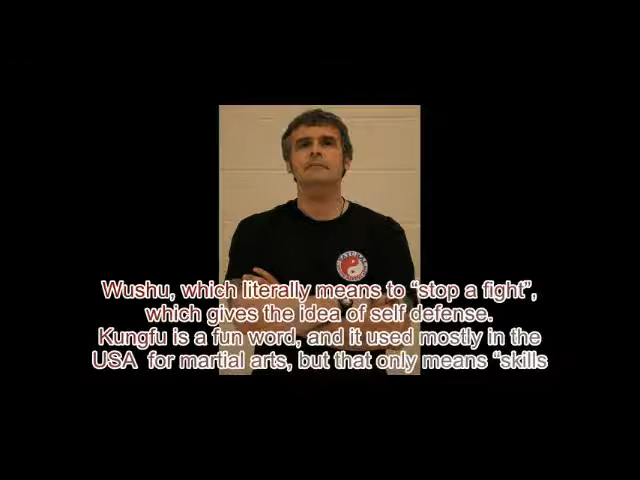 Wushu, which literally means to “stop a fight”,
which gives the idea of self defense.
Kungfu is a fun word, and it used mostly in the
USA for martial arts, but that only means “skills